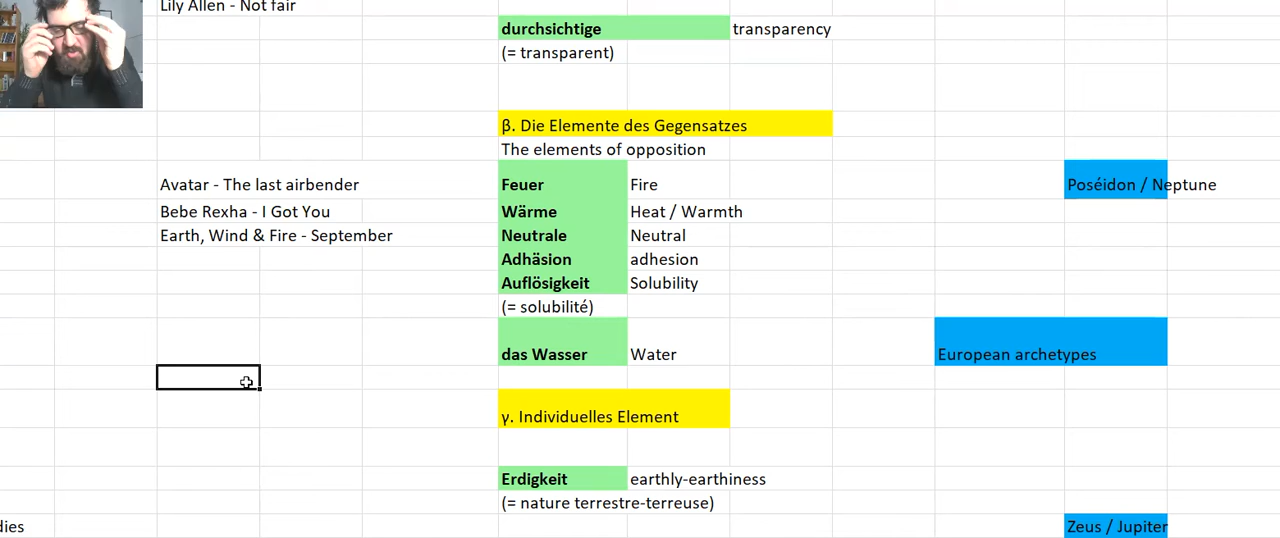 Lily Allen - Not fair
durchsichtige transparency
(= transparent)
β. Die Elemente des Gegensatzes
The elements of opposition
Avatar - The last airbender Feuer Fire Poséidon / Neptune
Bebe Rexha - I Got You Wärme Heat / Warmth
Earth, Wind & Fire - September Neutrale Neutral
Adhäsion adhesion
Auflösigkeit Solubility
(= solubilité)
das Wasser Water European archetypes
γ. Individuelles Element
Erdigkeit earthly-earthiness
(= nature terrestre-terreuse)
dies Zeus / Jupiter